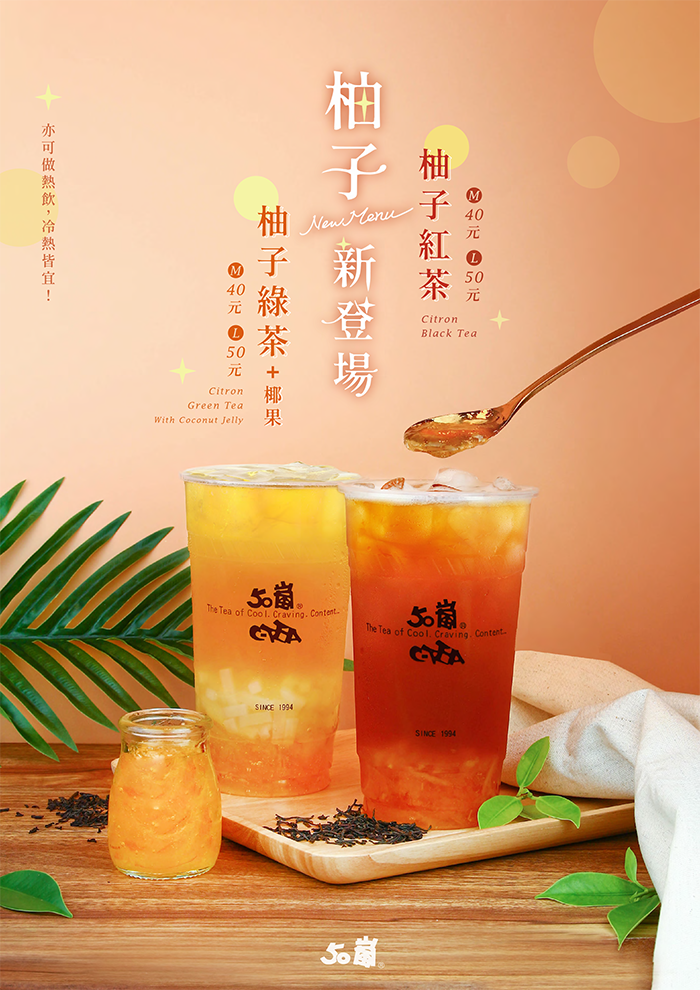 柚子
New Menu
新登場
柚子紅茶
M 40元 L 50元
Citron
Black Tea
柚子綠茶+椰果
M 40元 L 50元
Citron
Green Tea
With Coconut Jelly
亦可做熱飲，冷熱皆宜！
50嵐®
The Tea of Cool. Craving. Content...
C-TEA
SINCE 1994
50嵐®
The Tea of Cool. Craving. Content...
C-TEA
SINCE 1994
50嵐®